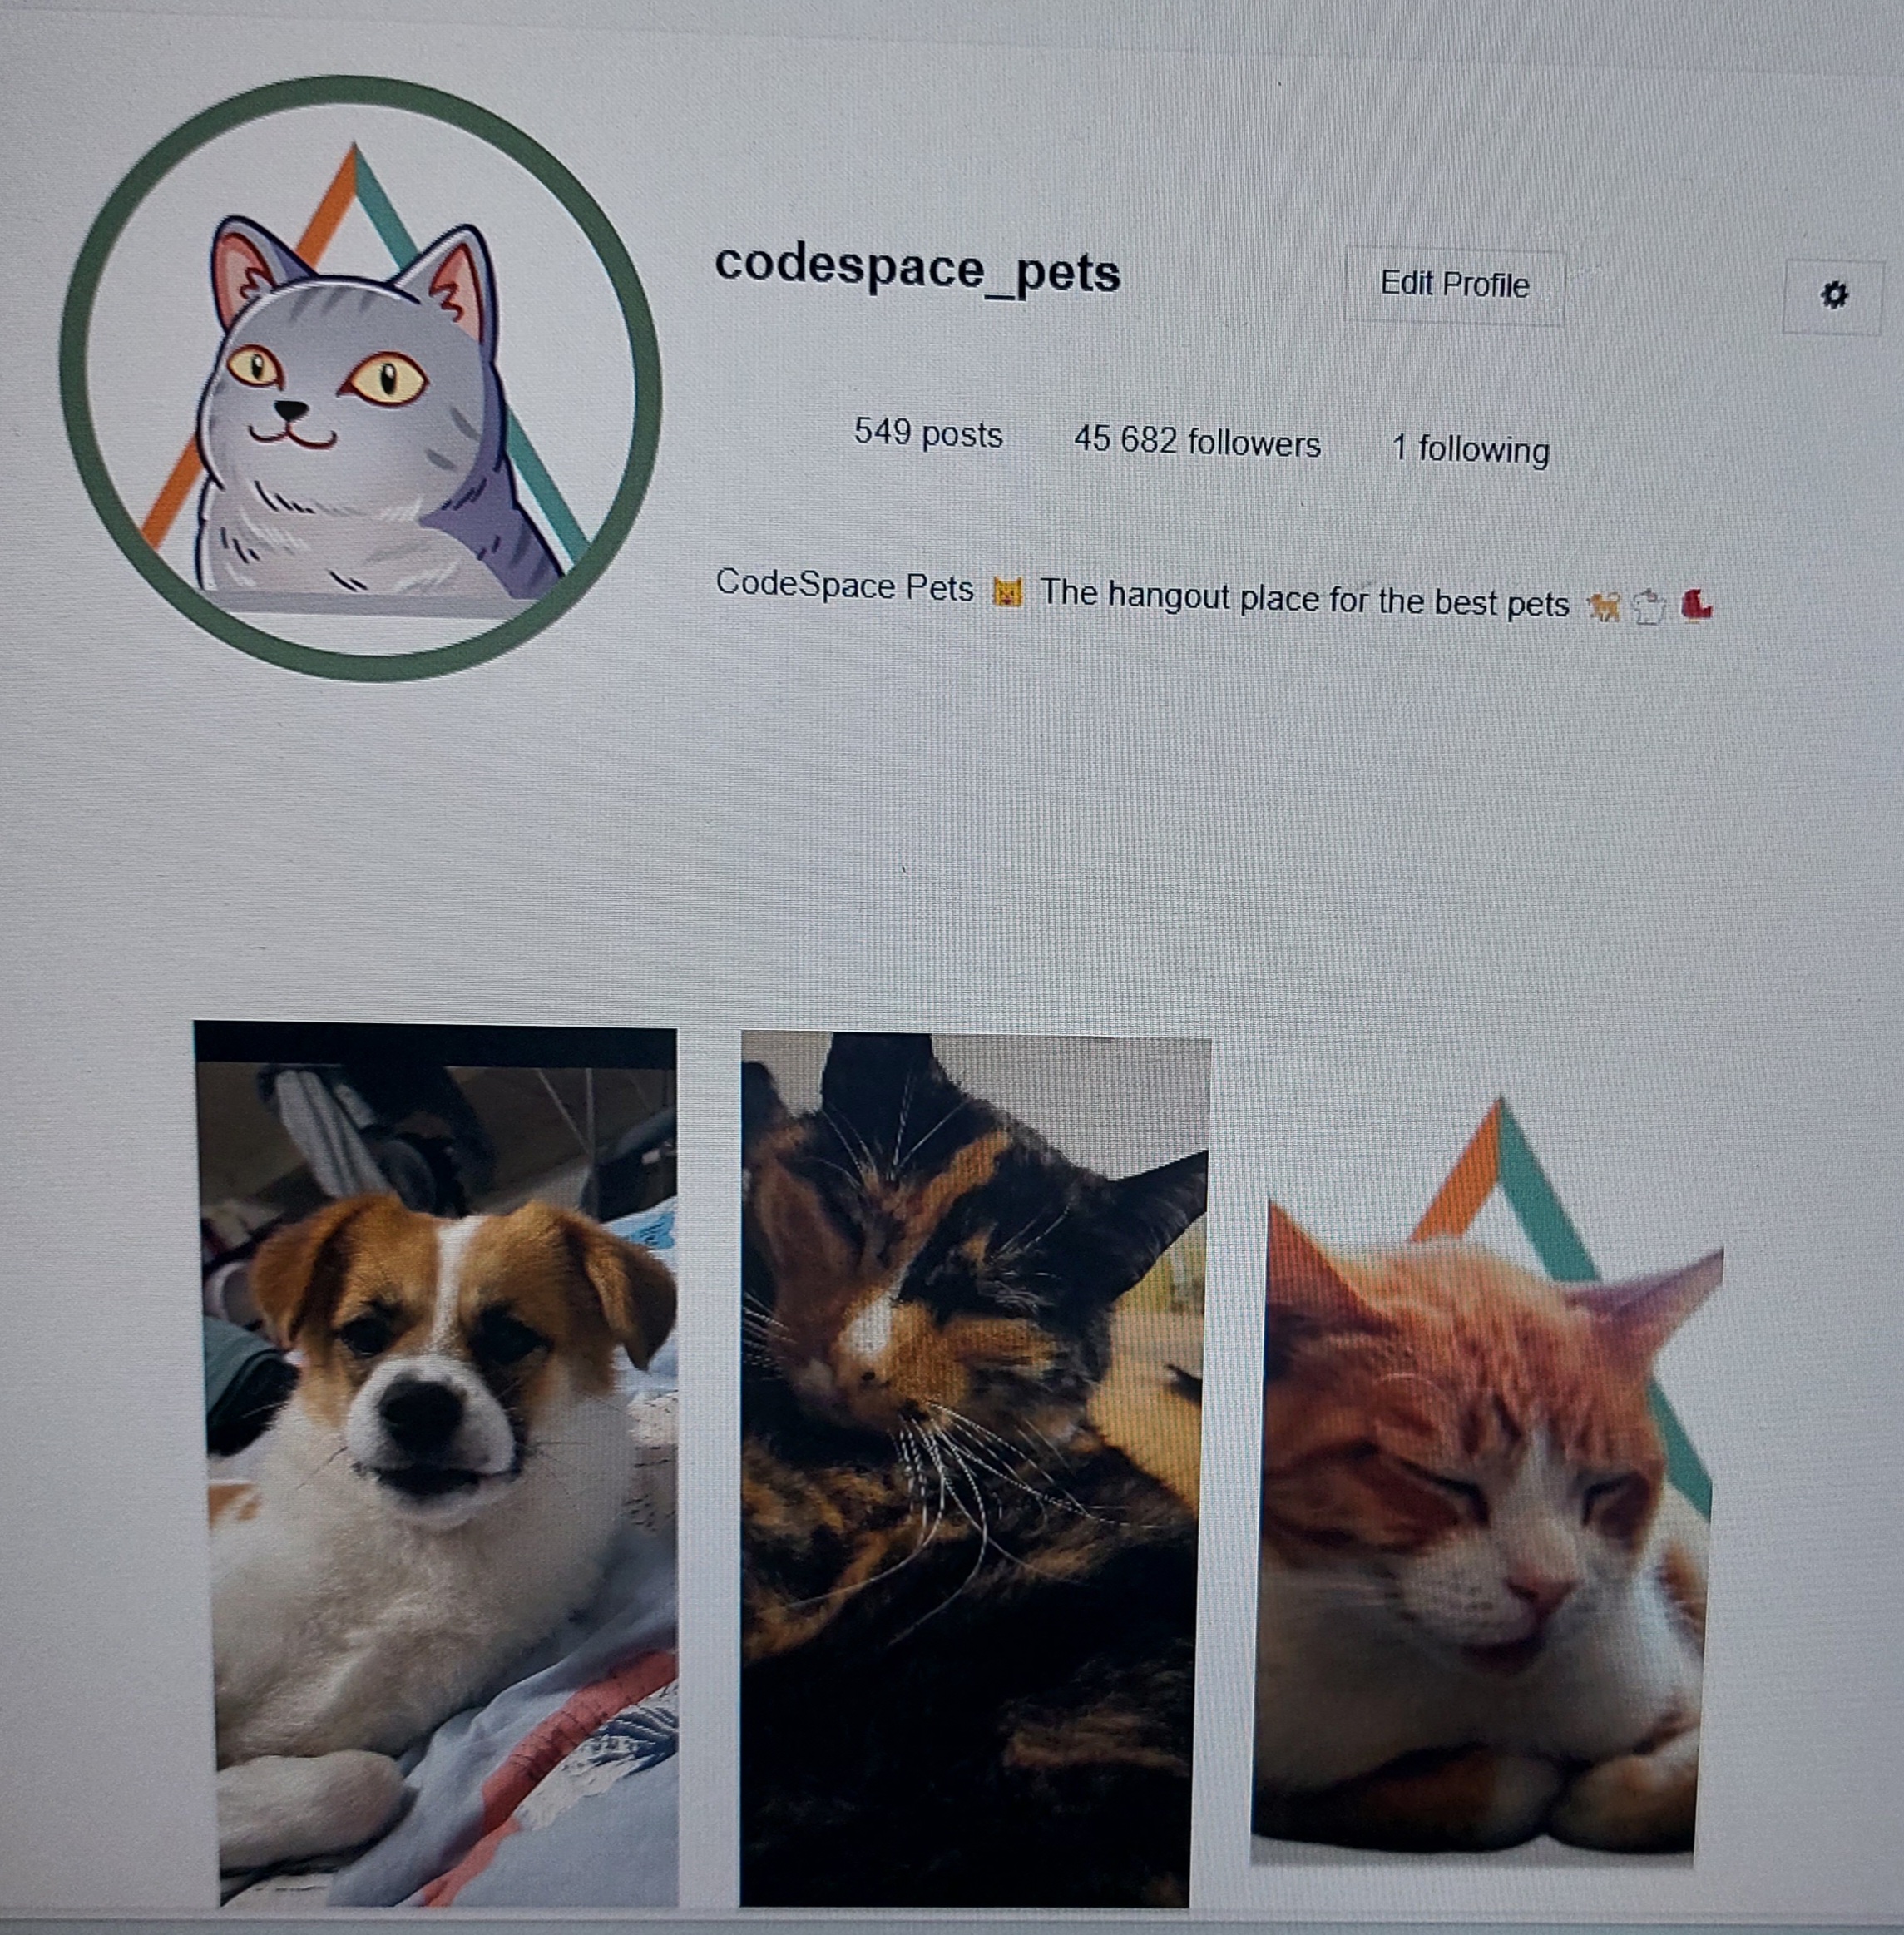 codespace_pets
Edit Profile
549 posts 45 682 followers 1 following
CodeSpace Pets 😺 The hangout place for the best pets 🐕🐩